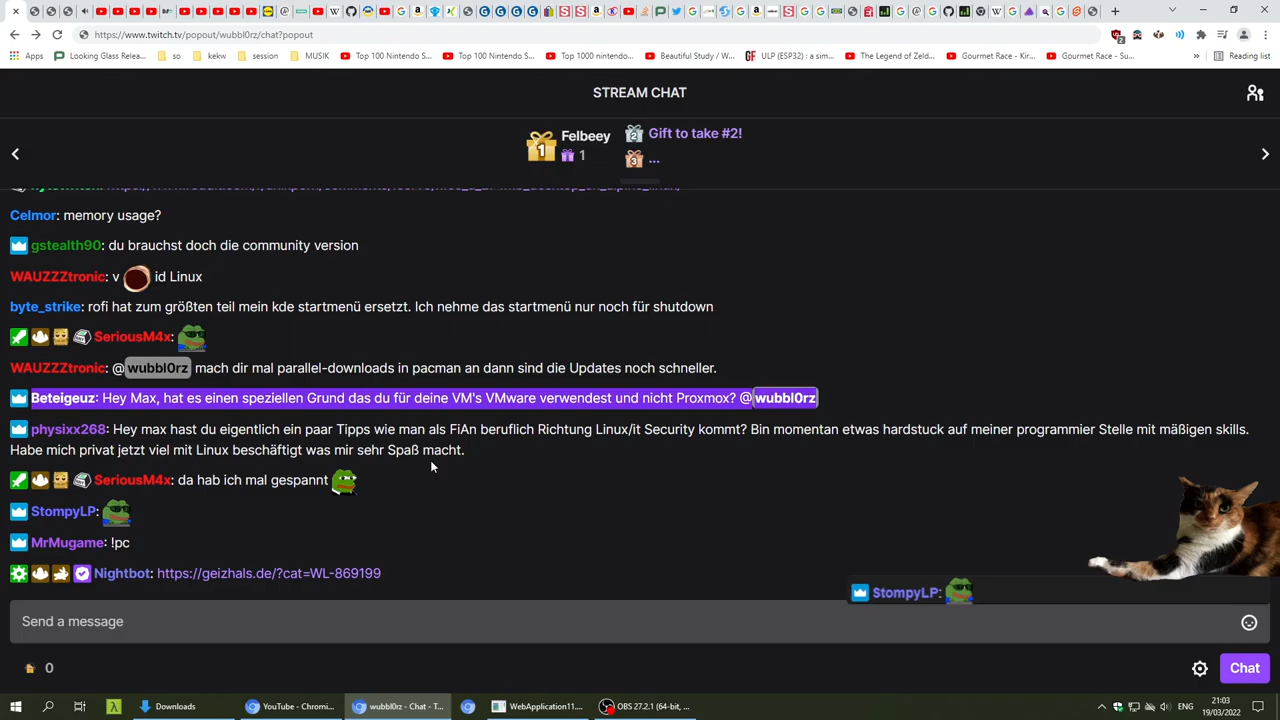 https://www.twitch.tv/popout/wubbl0rz/chat?popout
Apps
Looking Glass Relea...
so
kekw
session
MUSIK
Top 100 Nintendo S...
Top 100 Nintendo S...
Top 1000 nintendo...
Beautiful Study / W...
ULP (ESP32) : a sim...
The Legend of Zeld...
Gourmet Race - Kir...
Gourmet Race - Su...
»
Reading list
STREAM CHAT
1
Felbeey
1
2
Gift to take #2!
3
...
Celmor: memory usage?
gstealth90: du brauchst doch die community version
WAUZZZtronic: v id Linux
byte_strike: rofi hat zum größten teil mein kde startmenü ersetzt. Ich nehme das startmenü nur noch für shutdown
SeriousM4x:
WAUZZZtronic: @wubbl0rz mach dir mal parallel-downloads in pacman an dann sind die Updates noch schneller.
Beteigeuz: Hey Max, hat es einen speziellen Grund das du für deine VM's VMware verwendest und nicht Proxmox? @wubbl0rz
physixx268: Hey max hast du eigentlich ein paar Tipps wie man als FiAn beruflich Richtung Linux/it Security kommt? Bin momentan etwas hardstuck auf meiner programmier Stelle mit mäßigen skills.
Habe mich privat jetzt viel mit Linux beschäftigt was mir sehr Spaß macht.
SeriousM4x: da hab ich mal gespannt
StompyLP:
MrMugame: !pc
Nightbot: https://geizhals.de/?cat=WL-869199
StompyLP:
Send a message
0
Chat
Downloads
YouTube - Chromi...
wubbl0rz - Chat - T...
WebApplication11...
OBS 27.2.1 (64-bit, ...
ENG
21:03
19/03/2022